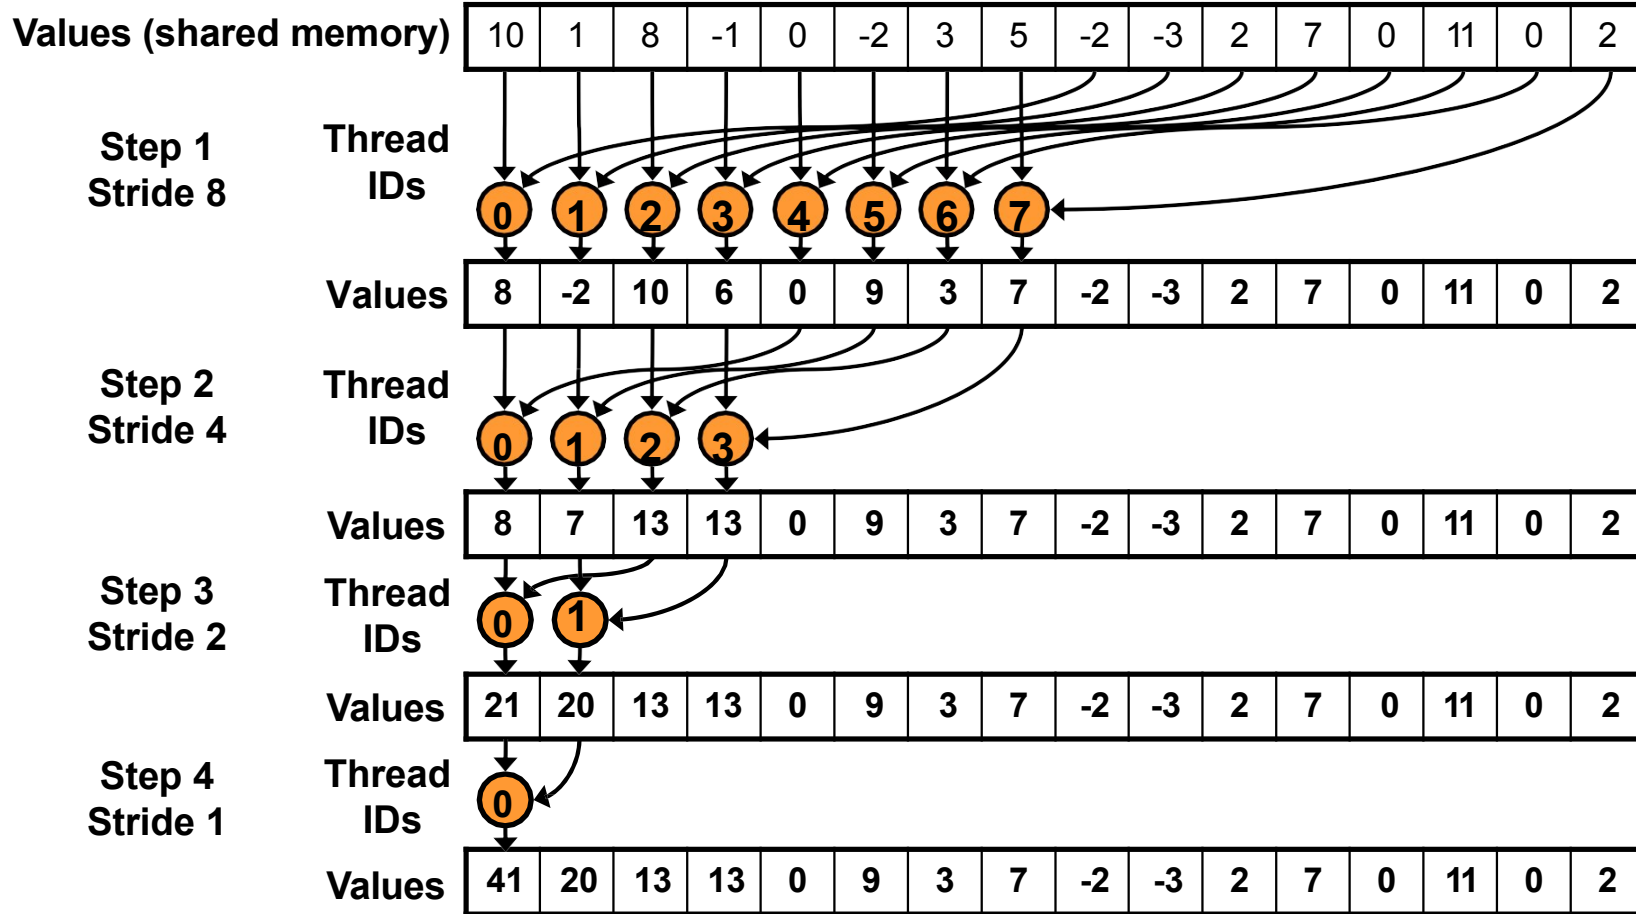 Values (shared memory) 10 1 8 -1 0 -2 3 5 -2 -3 2 7 0 11 0 2
Step 1
Stride 8
Thread
IDs
0 1 2 3 4 5 6 7
Values 8 -2 10 6 0 9 3 7 -2 -3 2 7 0 11 0 2
Step 2
Stride 4
Thread
IDs
0 1 2 3
Values 8 7 13 13 0 9 3 7 -2 -3 2 7 0 11 0 2
Step 3
Stride 2
Thread
IDs
0 1
Values 21 20 13 13 0 9 3 7 -2 -3 2 7 0 11 0 2
Step 4
Stride 1
Thread
IDs
0
Values 41 20 13 13 0 9 3 7 -2 -3 2 7 0 11 0 2